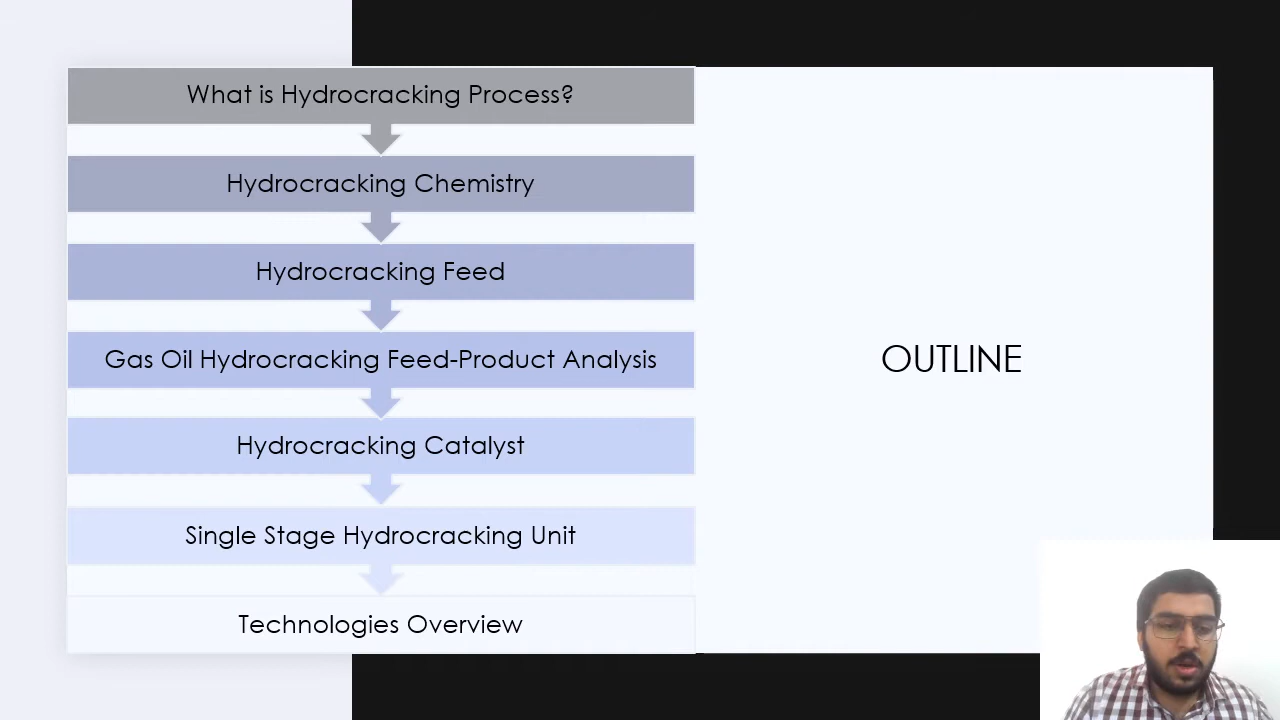 What is Hydrocracking Process?
Hydrocracking Chemistry
Hydrocracking Feed
Gas Oil Hydrocracking Feed-Product Analysis
Hydrocracking Catalyst
Single Stage Hydrocracking Unit
Technologies Overview
OUTLINE